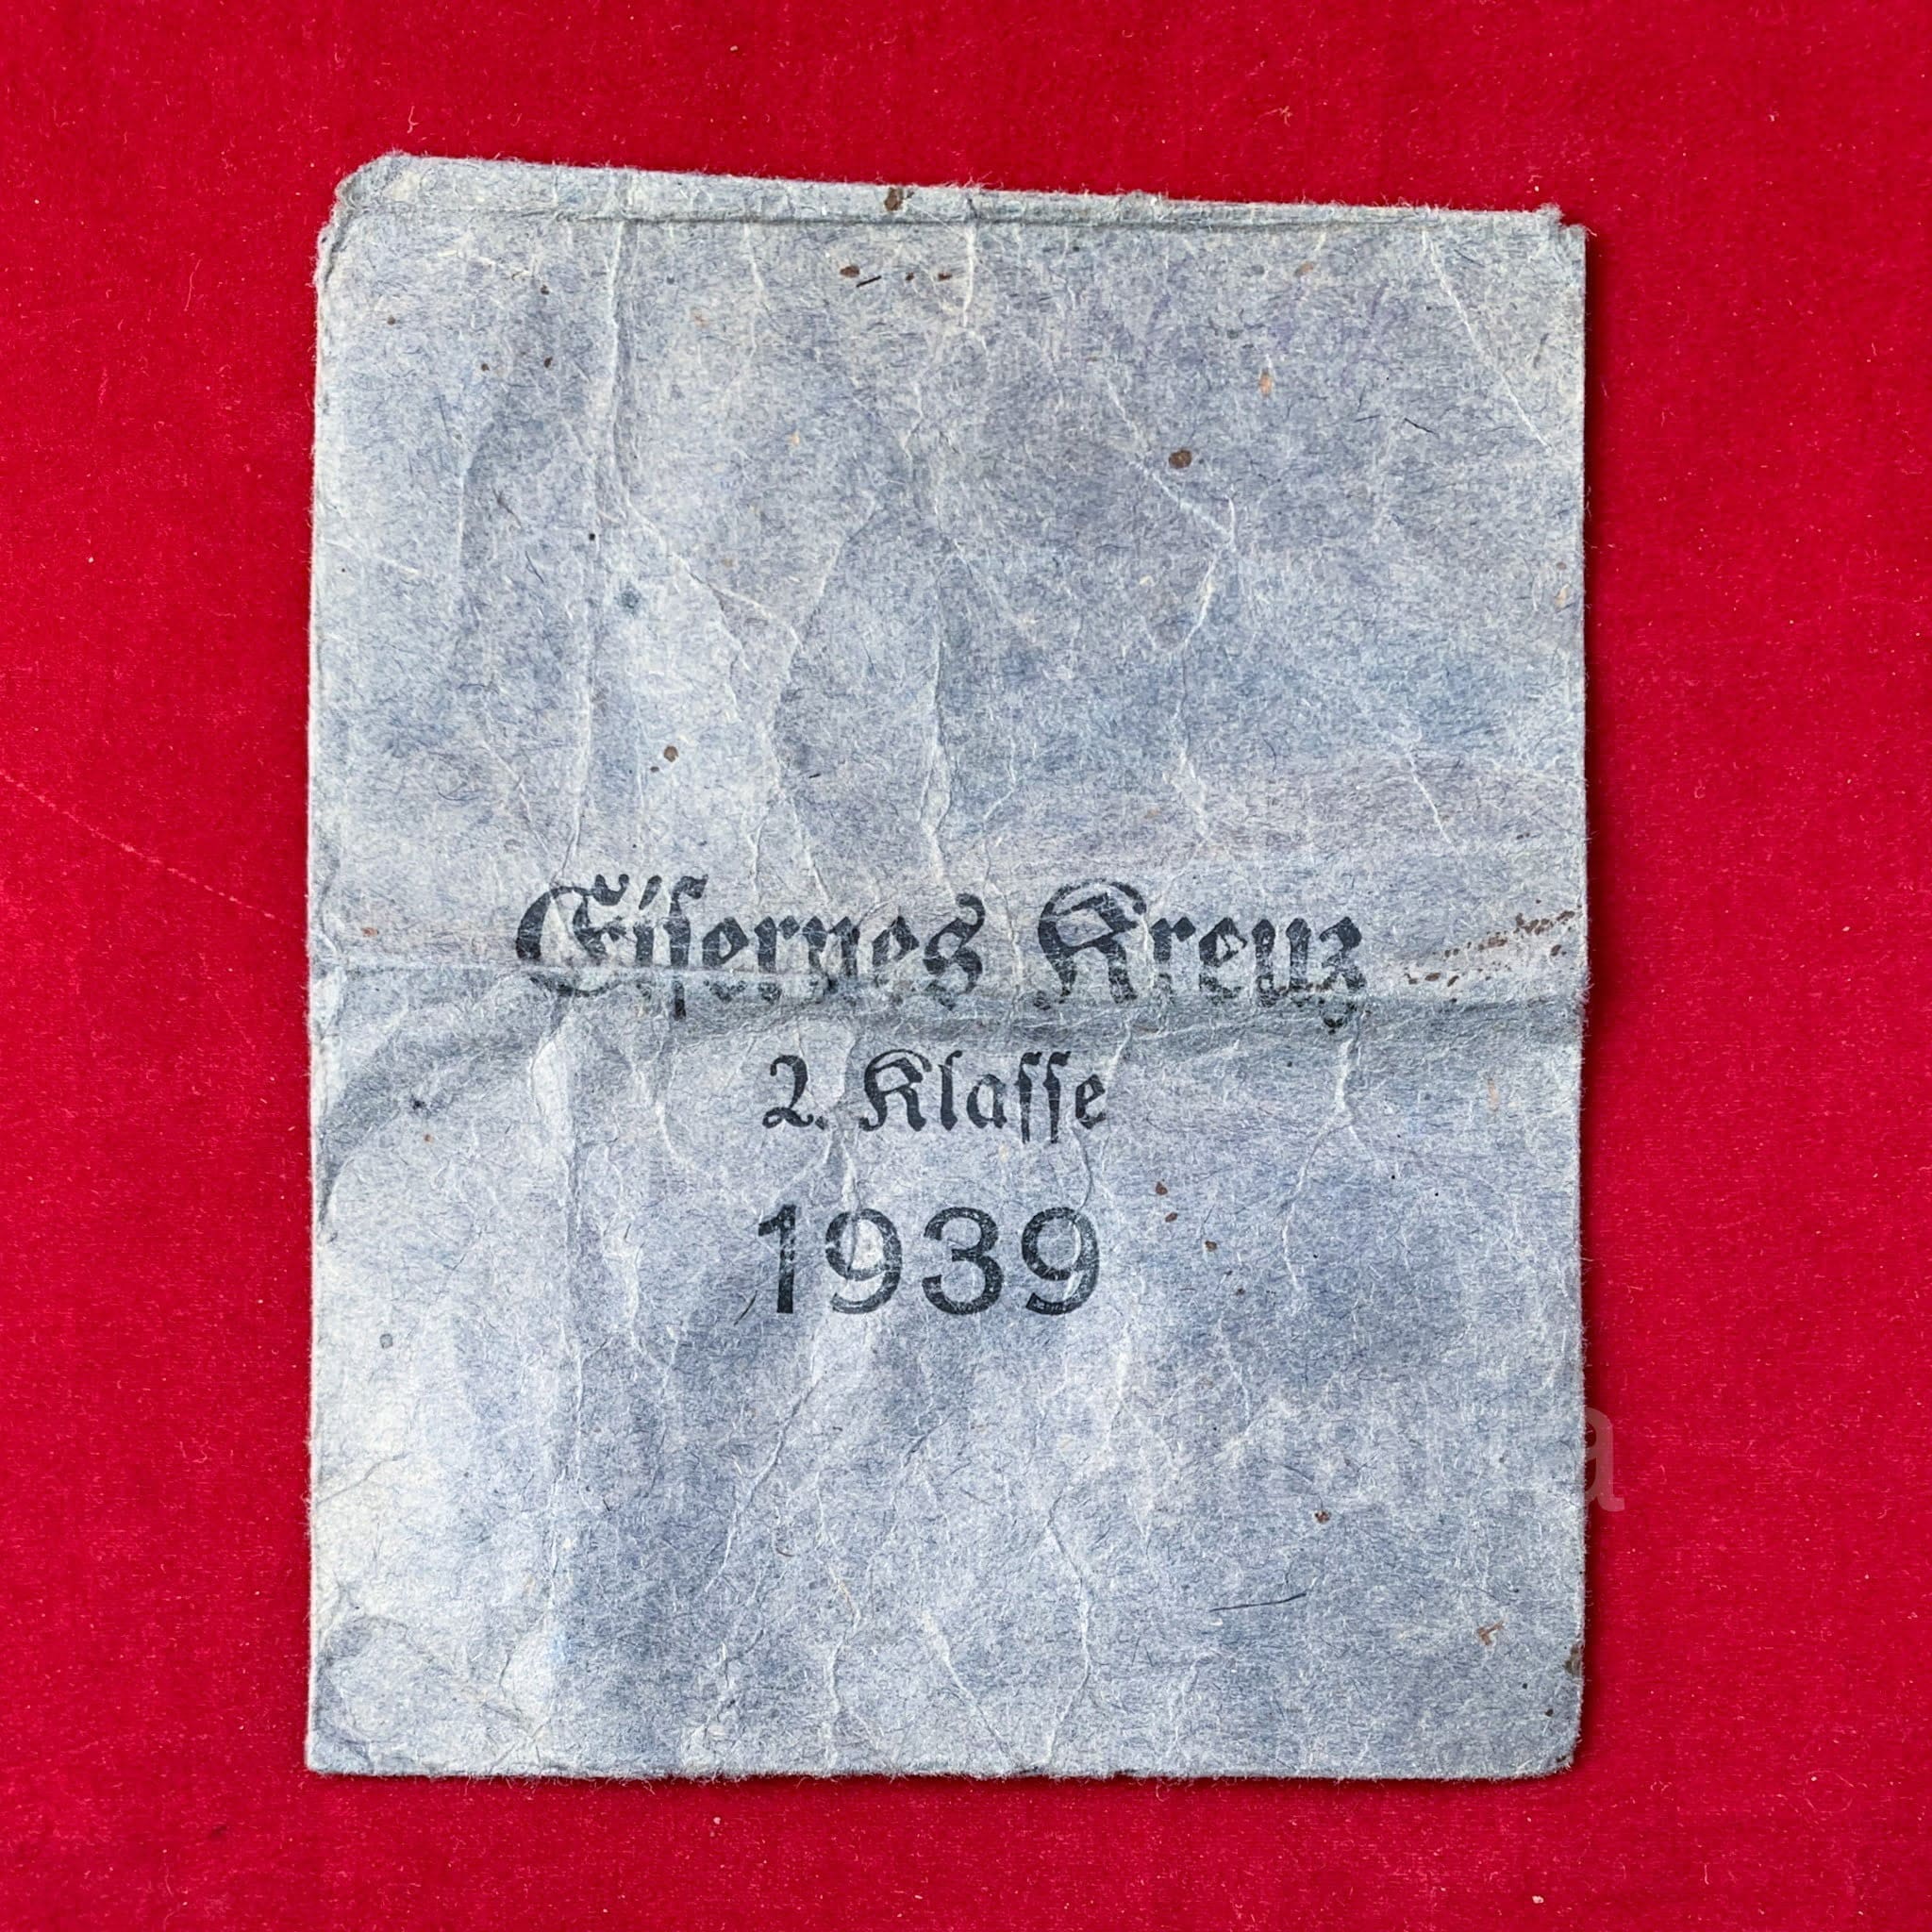 Eiſernes Kreuz
2. Klaſſe
1939